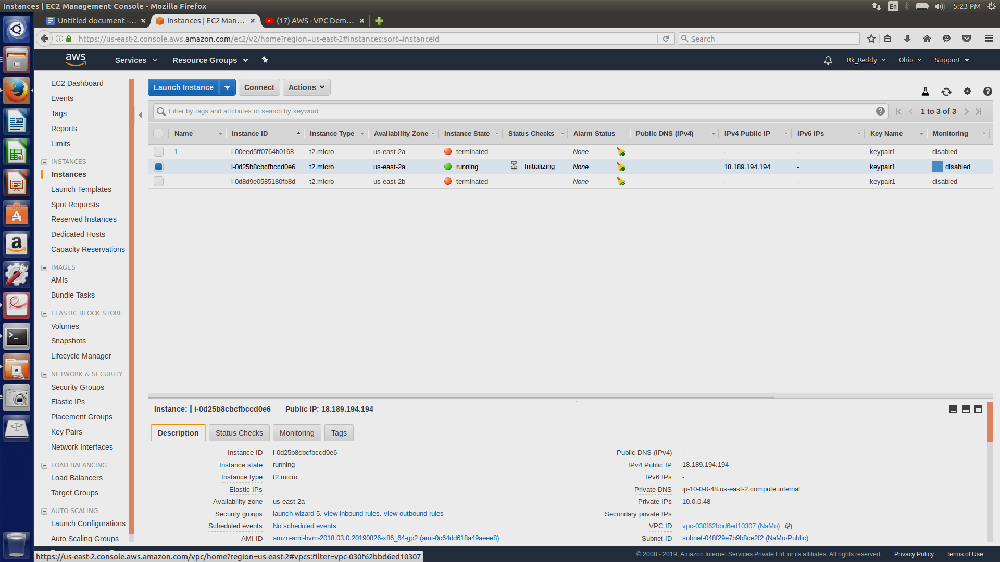 Instances | EC2 Management Console - Mozilla Firefox
En
5:23 PM
Untitled document -...
Instances | EC2 Man...
(17) AWS - VPC Dem...
https://us-east-2.console.aws.amazon.com/ec2/v2/home?region=us-east-2#Instances:sort=instanceId
Search
aws
Services
Resource Groups
Rk_Reddy
Ohio
Support
EC2 Dashboard
Events
Tags
Reports
Limits
INSTANCES
Instances
Launch Templates
Spot Requests
Reserved Instances
Dedicated Hosts
Capacity Reservations
IMAGES
AMIs
Bundle Tasks
ELASTIC BLOCK STORE
Volumes
Snapshots
Lifecycle Manager
NETWORK & SECURITY
Security Groups
Elastic IPs
Placement Groups
Key Pairs
Network Interfaces
LOAD BALANCING
Load Balancers
Target Groups
AUTO SCALING
Launch Configurations
Auto Scaling Groups
Launch Instance
Connect
Actions
Filter by tags and attributes or search by keyword
1 to 3 of 3
Name Instance ID Instance Type Availability Zone Instance State Status Checks Alarm Status Public DNS (IPv4) IPv4 Public IP IPv6 IPs Key Name Monitoring
1 i-00eed5ff0764b0168 t2.micro us-east-2a terminated None - - keypair1 disabled
i-0d25b8cbcfbccd0e6 t2.micro us-east-2a running Initializing None 18.189.194.194 - keypair1 disabled
i-0d8d9e0585180fb8d t2.micro us-east-2b terminated None - - keypair1 disabled
Instance: i-0d25b8cbcfbccd0e6 Public IP: 18.189.194.194
Description
Status Checks
Monitoring
Tags
Instance ID i-0d25b8cbcfbccd0e6
Instance state running
Instance type t2.micro
Elastic IPs
Availability zone us-east-2a
Security groups launch-wizard-5. view inbound rules. view outbound rules
Scheduled events No scheduled events
AMI ID amzn-ami-hvm-2018.03.0.20190826-x86_64-gp2 (ami-0c64dd618a49aeee8)
Public DNS (IPv4) -
IPv4 Public IP 18.189.194.194
IPv6 IPs -
Private DNS ip-10-0-0-48.us-east-2.compute.internal
Private IPs 10.0.0.48
Secondary private IPs
VPC ID vpc-030f62bbd6ed10307 (NaMo)
Subnet ID subnet-048f29e7b9b8ce2f2 (NaMo-Public)
https://us-east-2.console.aws.amazon.com/vpc/home?region=us-east-2#vpcs:filter=vpc-030f62bbd6ed10307
© 2008 - 2019, Amazon Internet Services Private Ltd. or its affiliates. All rights reserved.
Privacy Policy
Terms of Use